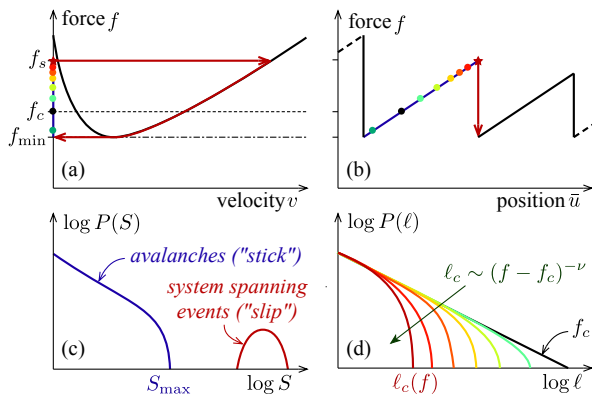 force f
f_s
f_c
f_min
(a)
velocity v
force f
(b)
position ū
log P(S)
avalanches ("stick")
system spanning
events ("slip")
(c)
S_max
log S
log P(ℓ)
ℓ_c ~ (f − f_c)^{−ν}
f_c
(d)
ℓ_c(f)
log ℓ